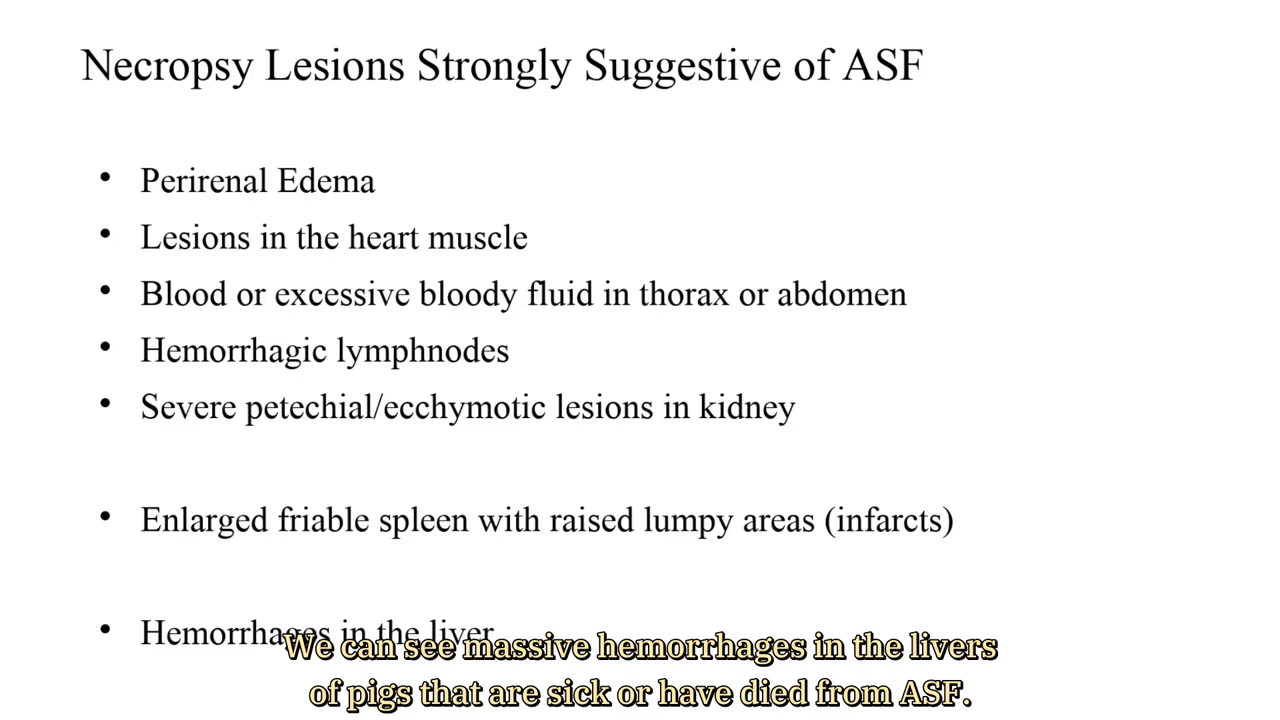 Necropsy Lesions Strongly Suggestive of ASF
• Perirenal Edema
• Lesions in the heart muscle
• Blood or excessive bloody fluid in thorax or abdomen
• Hemorrhagic lymphnodes
• Severe petechial/ecchymotic lesions in kidney
• Enlarged friable spleen with raised lumpy areas (infarcts)
• Hemorrhages in the liver
We can see massive hemorrhages in the livers
of pigs that are sick or have died from ASF.